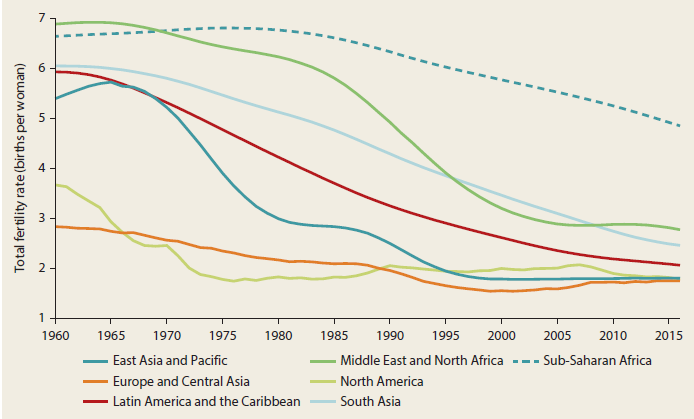 Total fertility rate (births per woman)
7
6
5
4
3
2
1
1960 1965 1970 1975 1980 1985 1990 1995 2000 2005 2010 2015
East Asia and Pacific Middle East and North Africa Sub-Saharan Africa
Europe and Central Asia North America
Latin America and the Caribbean South Asia